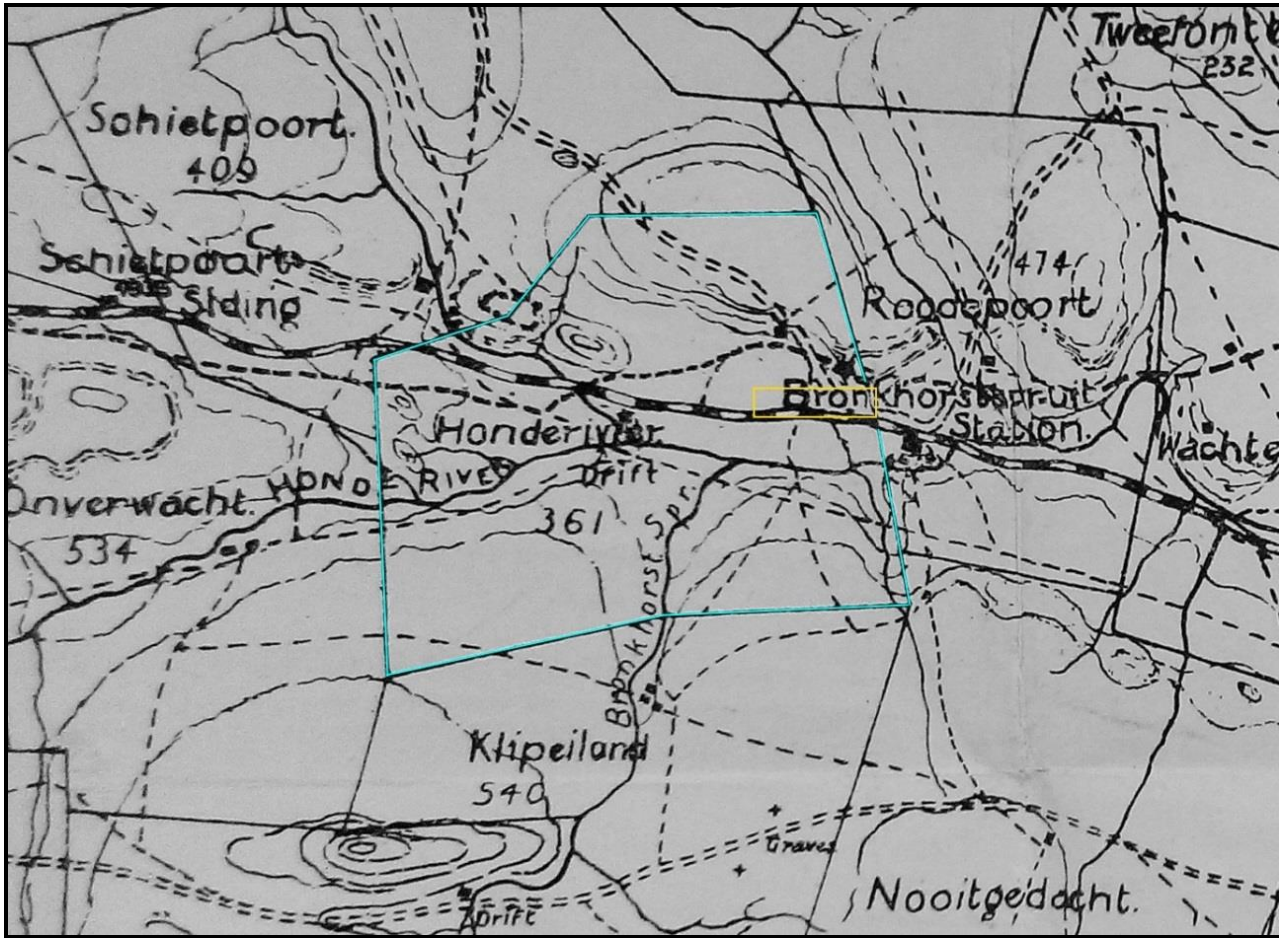 Tweefont
232
Schietpoort.
409
Schietpoort
Siding
474
Roodepoort
Bronkhorstspruit
Station.
Honderivier
Drift
HONDE RIVER
Wachte
Onverwacht.
534
361
Bronkhorst Spr.
Klipeiland
540
Graves
Nooitgedacht.
Drift